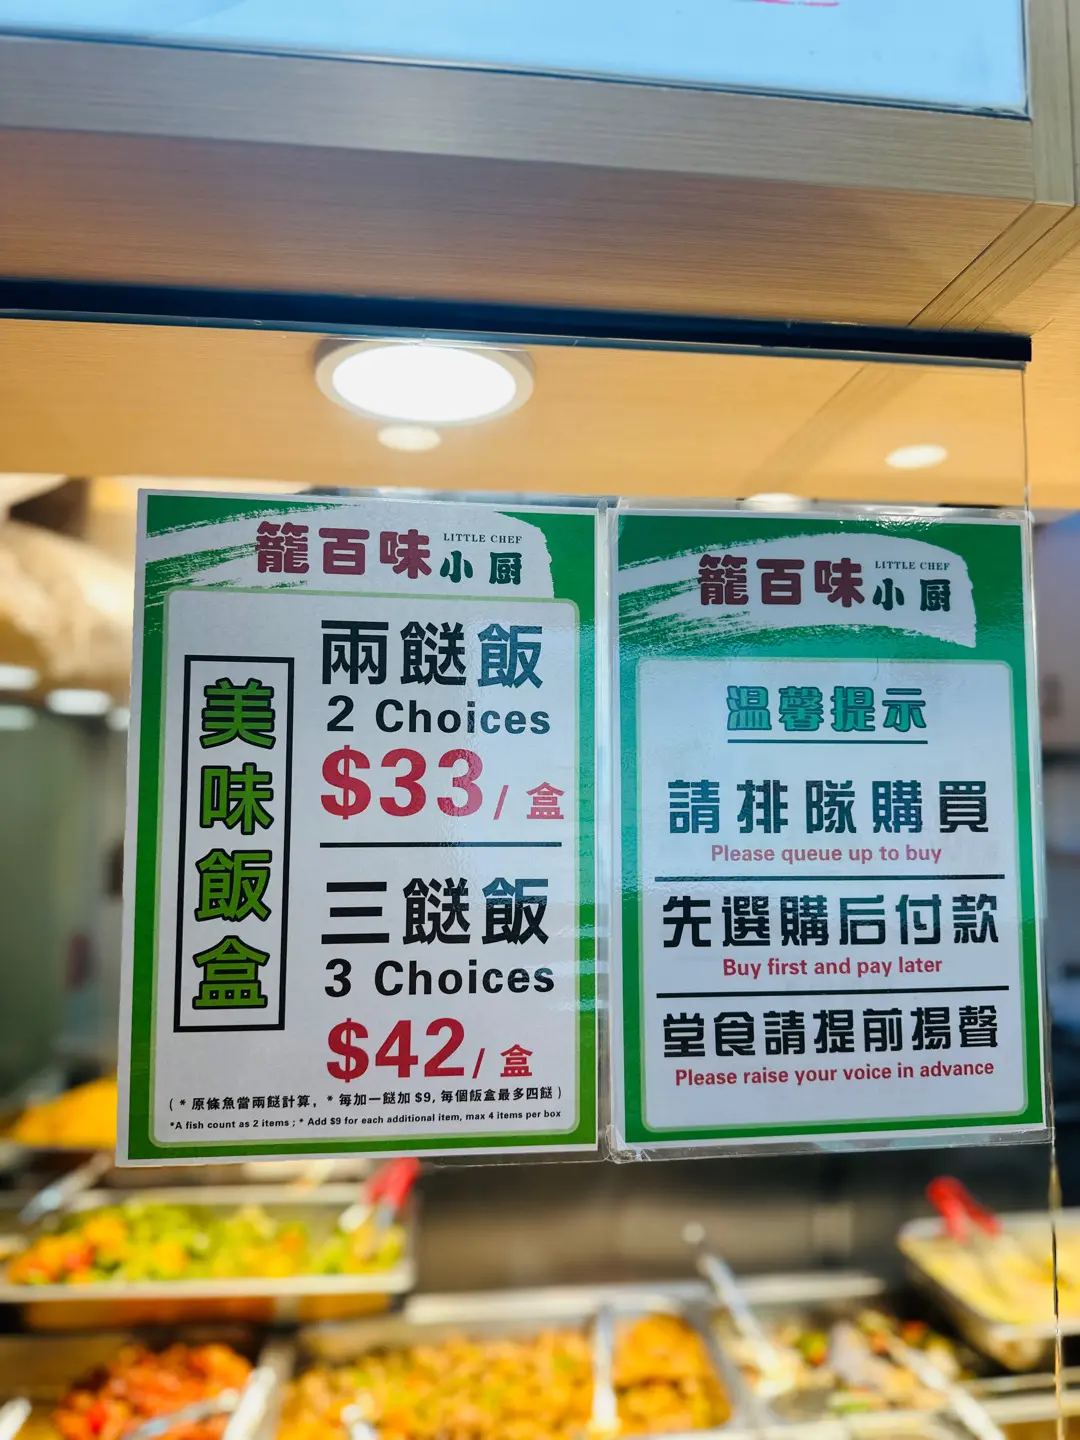 籠百味 LITTLE CHEF 小厨
美味飯盒
兩餸飯
2 Choices
$33/盒
三餸飯
3 Choices
$42/盒
(*原條魚當兩餸計算，*每加一餸加 $9, 每個飯盒最多四餸)
*A fish count as 2 items ; * Add $9 for each additional item, max 4 items per box
籠百味 LITTLE CHEF 小厨
温馨提示
請排隊購買
Please queue up to buy
先選購后付款
Buy first and pay later
堂食請提前揚聲
Please raise your voice in advance